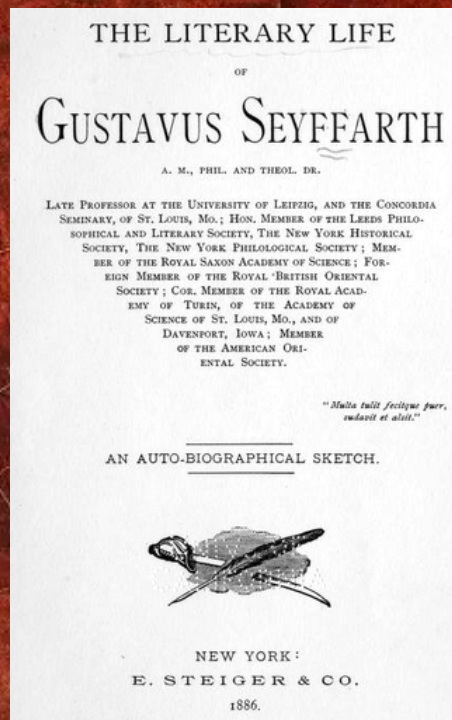 THE LITERARY LIFE
OF
GUSTAVUS SEYFFARTH
A. M., PHIL. AND THEOL. DR.
LATE PROFESSOR AT THE UNIVERSITY OF LEIPZIG, AND THE CONCORDIA
SEMINARY, OF ST. LOUIS, MO.; HON. MEMBER OF THE LEEDS PHILO-
SOPHICAL AND LITERARY SOCIETY, THE NEW YORK HISTORICAL
SOCIETY, THE NEW YORK PHILOLOGICAL SOCIETY; MEM-
BER OF THE ROYAL SAXON ACADEMY OF SCIENCE; FOR-
EIGN MEMBER OF THE ROYAL 'BRITISH ORIENTAL
SOCIETY; COR. MEMBER OF THE ROYAL ACAD-
EMY OF TURIN, OF THE ACADEMY OF
SCIENCE OF ST. LOUIS, MO., AND OF
DAVENPORT, IOWA; MEMBER
OF THE AMERICAN ORI-
ENTAL SOCIETY.
"Multa tulit fecitque puer,
sudavit et alsit."
AN AUTO-BIOGRAPHICAL SKETCH.
NEW YORK:
E. STEIGER & CO.
1886.